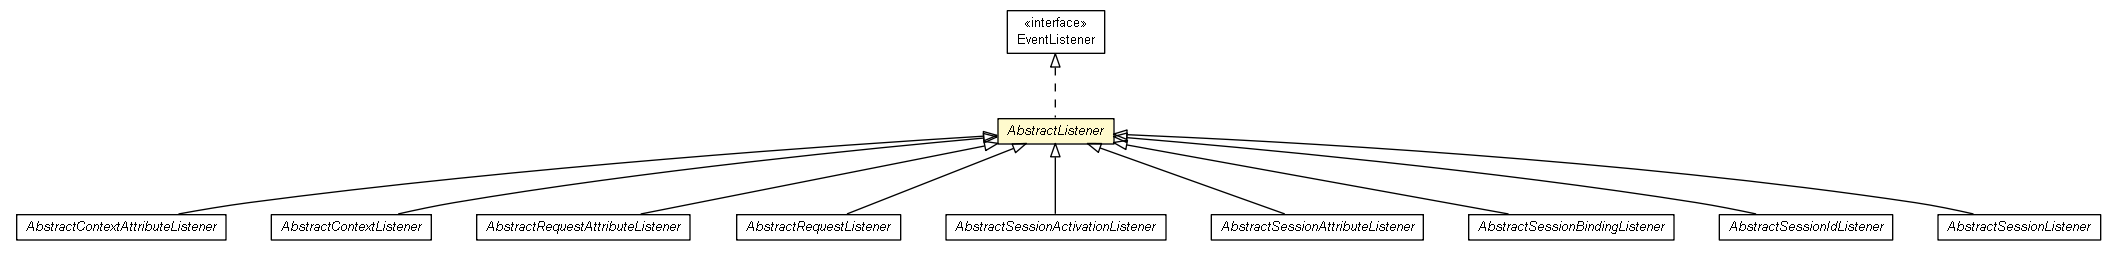 «interface»
EventListener
AbstractListener
AbstractContextAttributeListener
AbstractContextListener
AbstractRequestAttributeListener
AbstractRequestListener
AbstractSessionActivationListener
AbstractSessionAttributeListener
AbstractSessionBindingListener
AbstractSessionIdListener
AbstractSessionListener